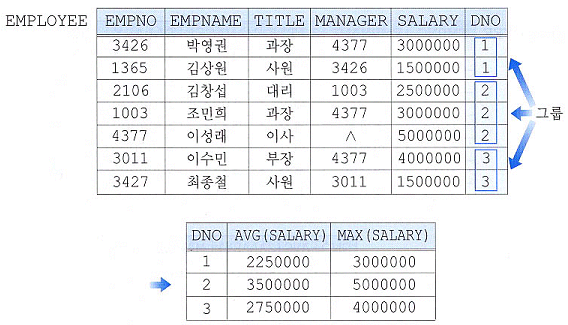 EMPLOYEE EMPNO EMPNAME TITLE MANAGER SALARY DNO
3426 박영권 과장 4377 3000000 1
1365 김상원 사원 3426 1500000 1
2106 김창섭 대리 1003 2500000 2
1003 조민희 과장 4377 3000000 2 그룹
4377 이성래 이사 ∧ 5000000 2
3011 이수민 부장 4377 4000000 3
3427 최종철 사원 3011 1500000 3
DNO AVG(SALARY) MAX(SALARY)
1 2250000 3000000
2 3500000 5000000
3 2750000 4000000